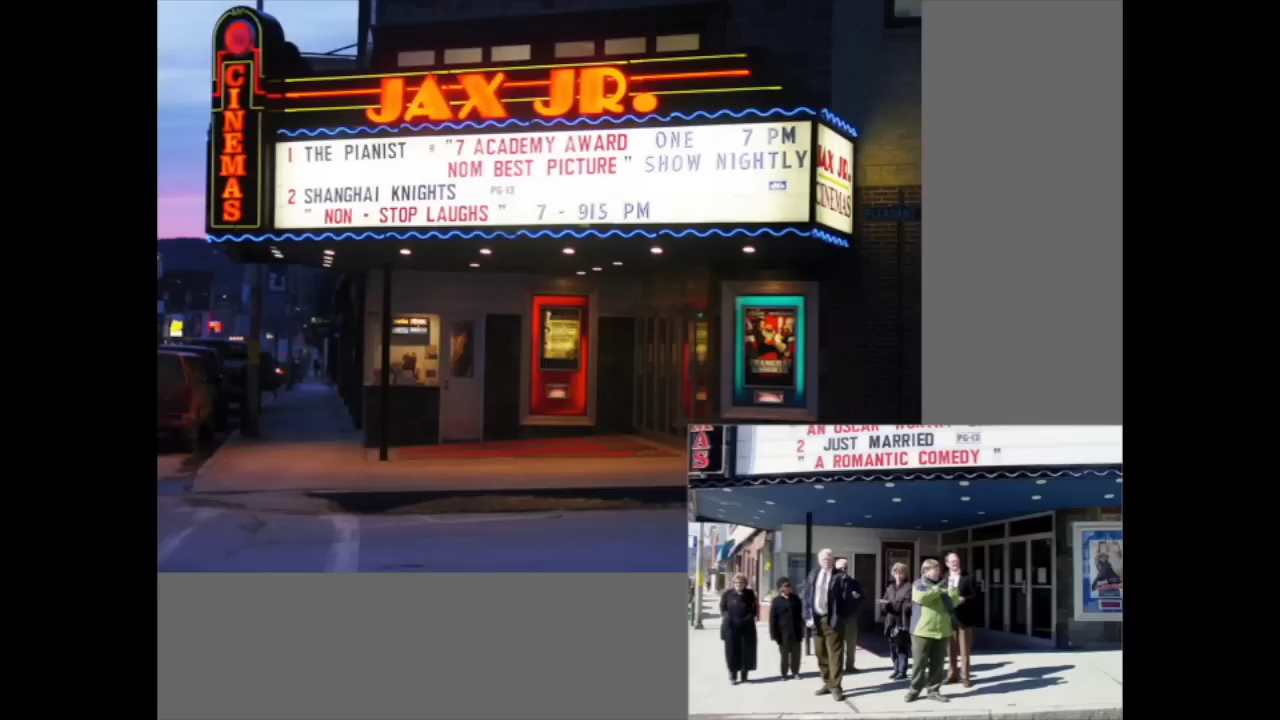 CINEMAS
JAX JR.
1 THE PIANIST R "7 ACADEMY AWARD ONE 7 PM
NOM BEST PICTURE" SHOW NIGHTLY
2 SHANGHAI KNIGHTS PG-13
" NON - STOP LAUGHS " 7 - 915 PM
JAX JR.
CINEMAS
AN OSCAR
2 JUST MARRIED PG-13
" A ROMANTIC COMEDY "
AS